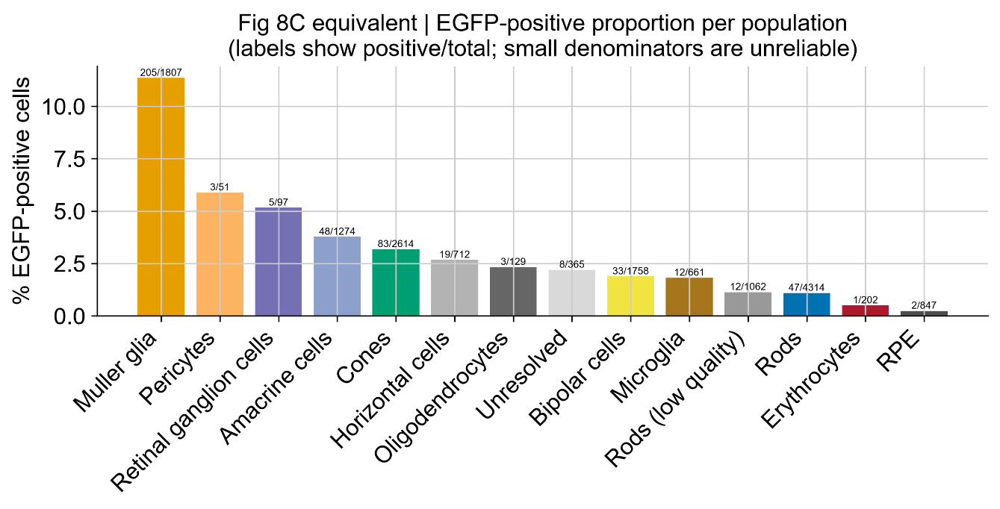 Fig 8C equivalent | EGFP-positive proportion per population
(labels show positive/total; small denominators are unreliable)
% EGFP-positive cells
10.0
7.5
5.0
2.5
0.0
205/1807
3/51
5/97
48/1274
83/2614
19/712
3/129
8/365
33/1758
12/661
12/1062
47/4314
1/202
2/847
Muller glia
Pericytes
Retinal ganglion cells
Amacrine cells
Cones
Horizontal cells
Oligodendrocytes
Unresolved
Bipolar cells
Microglia
Rods (low quality)
Rods
Erythrocytes
RPE